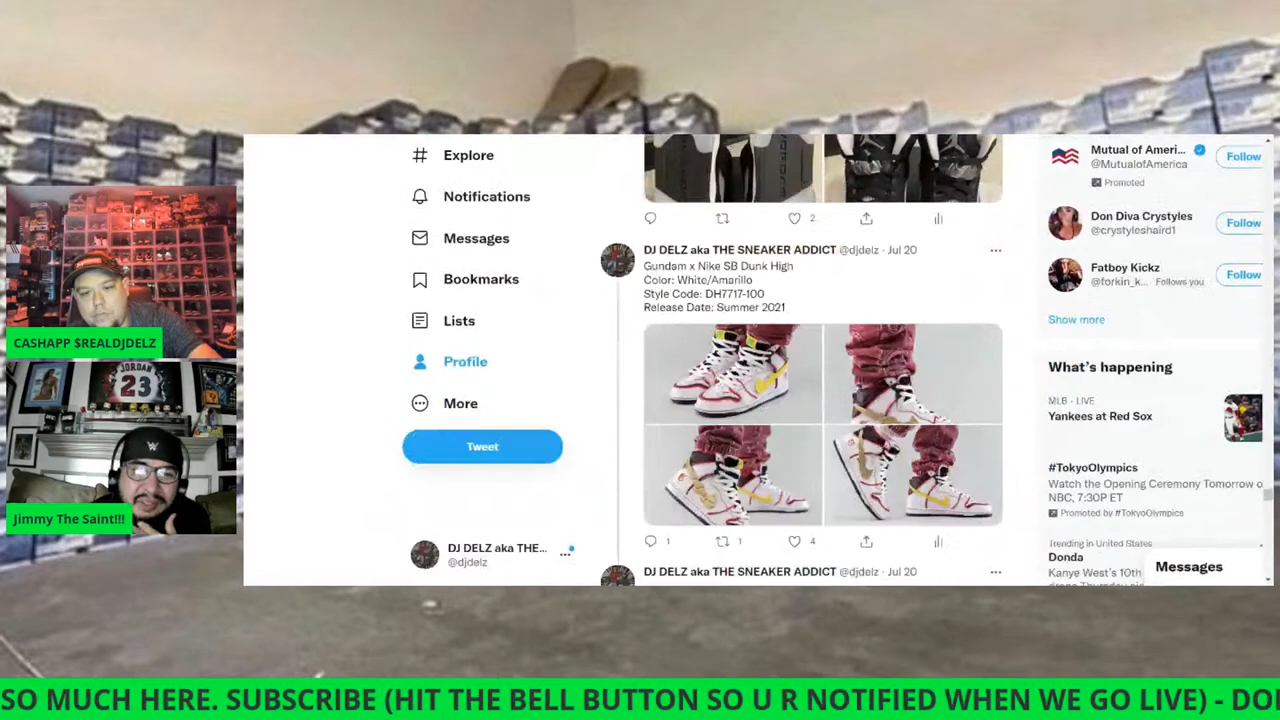 Explore
Notifications
Messages
Bookmarks
Lists
Profile
More
Tweet
DJ DELZ aka THE...
@djdelz
2
DJ DELZ aka THE SNEAKER ADDICT @djdelz · Jul 20
Gundam x Nike SB Dunk High
Color: White/Amarillo
Style Code: DH7717-100
Release Date: Summer 2021
1
1
4
DJ DELZ aka THE SNEAKER ADDICT @djdelz · Jul 20
Mutual of Ameri...
@MutualofAmerica
Promoted
Follow
Don Diva Crystyles
@crystyleshaird1
Follow
Fatboy Kickz
@forkin_k... Follows you
Follow
Show more
What's happening
MLB · LIVE
Yankees at Red Sox
#TokyoOlympics
Watch the Opening Ceremony Tomorrow o
NBC, 7:30P ET
Promoted by #TokyoOlympics
Trending in United States
Donda
Kanye West's 10th
Messages
CASHAPP $REALDJDELZ
JORDAN
23
W
Jimmy The Saint!!!
SO MUCH HERE. SUBSCRIBE (HIT THE BELL BUTTON SO U R NOTIFIED WHEN WE GO LIVE) - DO